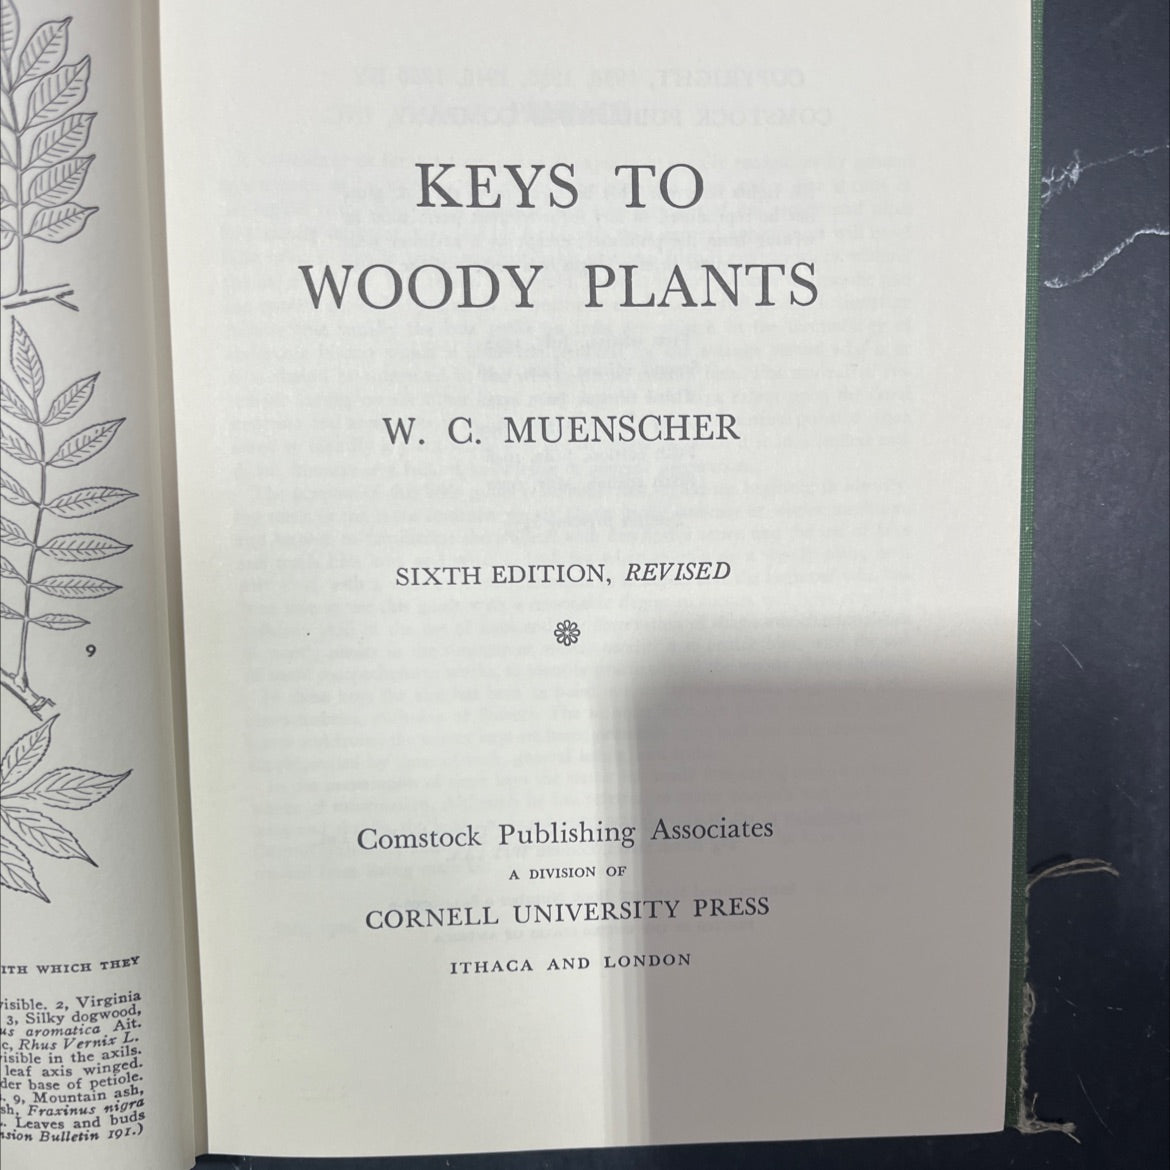 9
ITH WHICH THEY
visible. 2, Virginia
3, Silky dogwood,
us aromatica Ait.
c, Rhus Vernix L.
visible in the axils.
leaf axis winged.
der base of petiole.
. 9, Mountain ash,
sh, Fraxinus nigra
. Leaves and buds
nsion Bulletin 191.)
KEYS TO
WOODY PLANTS
W. C. MUENSCHER
SIXTH EDITION, REVISED
Comstock Publishing Associates
A DIVISION OF
CORNELL UNIVERSITY PRESS
ITHACA AND LONDON